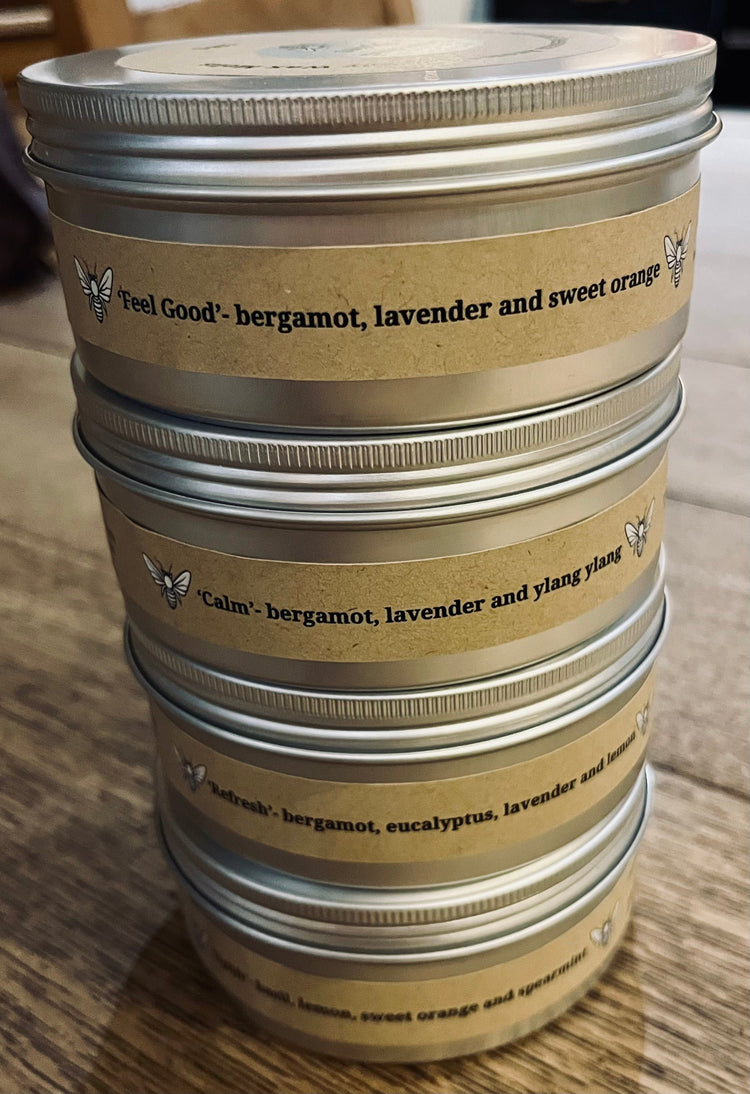 'Feel Good'- bergamot, lavender and sweet orange
'Calm'- bergamot, lavender and ylang ylang
'Refresh'- bergamot, eucalyptus, lavender and lemon
basil, lemon, sweet orange and spearmint